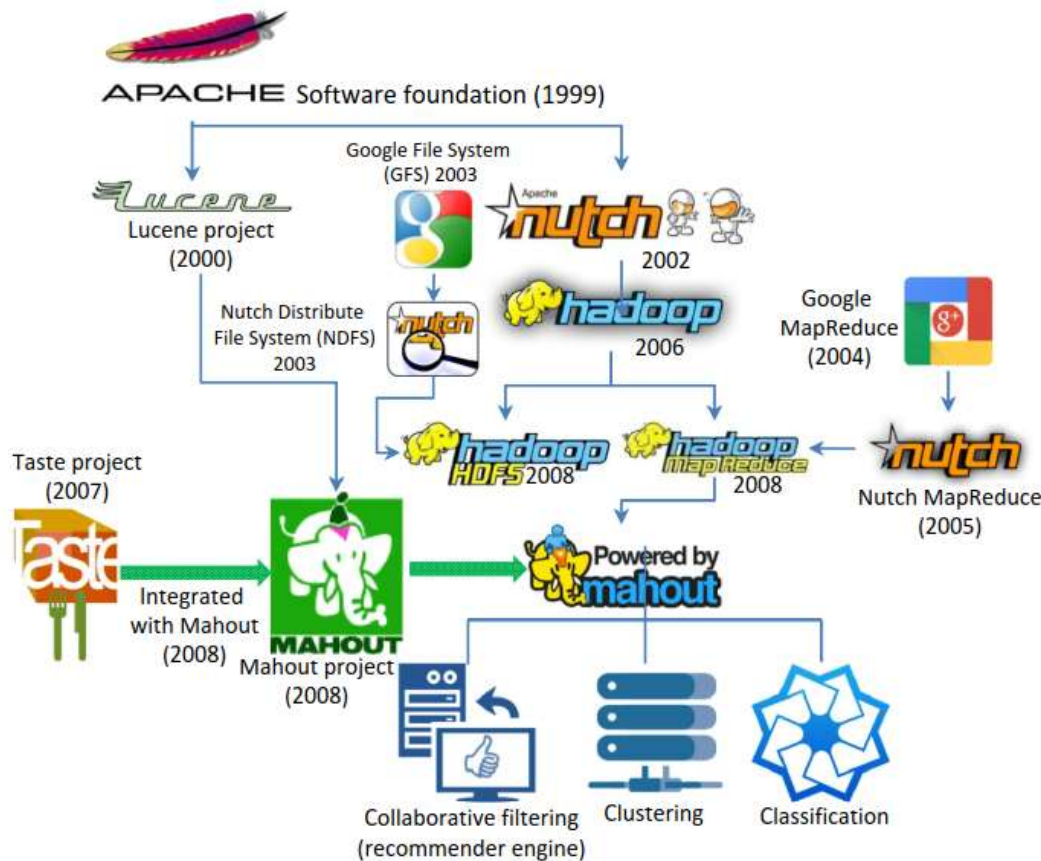 APACHE Software foundation (1999)
Lucene
Lucene project
(2000)
Google File System
(GFS) 2003
g
Apache
nutch
2002
hadoop
2006
Nutch Distribute
File System (NDFS)
2003
nutch
Google
MapReduce
(2004)
g+
hadoop
HDFS 2008
hadoop
Map Reduce
2008
nutch
Nutch MapReduce
(2005)
Taste project
(2007)
Taste
Integrated
with Mahout
(2008)
MAHOUT
Mahout project
(2008)
Powered by
mahout
Collaborative filtering
(recommender engine)
Clustering
Classification